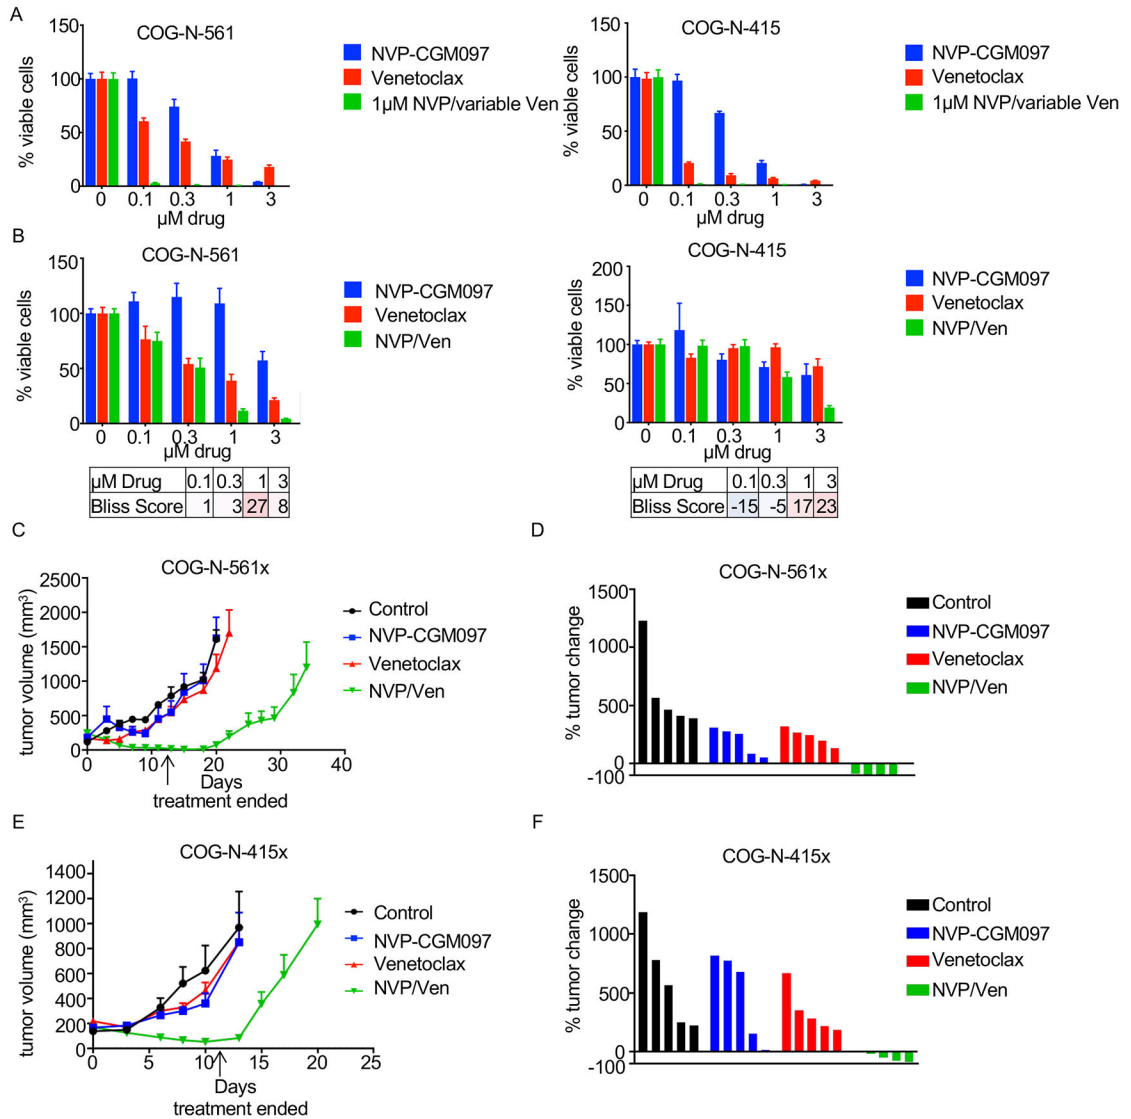 A
COG-N-561
% viable cells
150
100
50
0
0 0.1 0.3 1 3
µM drug
NVP-CGM097
Venetoclax
1µM NVP/variable Ven
COG-N-415
% viable cells
150
100
50
0
0 0.1 0.3 1 3
µM drug
NVP-CGM097
Venetoclax
1µM NVP/variable Ven
B
COG-N-561
% viable cells
150
100
50
0
0 0.1 0.3 1 3
µM drug
NVP-CGM097
Venetoclax
NVP/Ven
µM Drug 0.1 0.3 1 3
Bliss Score 1 3 27 8
COG-N-415
% viable cells
200
150
100
50
0
0 0.1 0.3 1 3
µM drug
NVP-CGM097
Venetoclax
NVP/Ven
µM Drug 0.1 0.3 1 3
Bliss Score -15 -5 17 23
C
COG-N-561x
tumor volume (mm³)
2500
2000
1500
1000
500
0
0 10 20 30 40
Days
treatment ended
Control
NVP-CGM097
Venetoclax
NVP/Ven
D
COG-N-561x
% tumor change
1500
1000
500
0
-100
Control
NVP-CGM097
Venetoclax
NVP/Ven
E
COG-N-415x
tumor volume (mm³)
1400
1200
1000
800
600
400
200
0
0 5 10 15 20 25
Days
treatment ended
Control
NVP-CGM097
Venetoclax
NVP/Ven
F
COG-N-415x
% tumor change
1500
1000
500
0
-100
Control
NVP-CGM097
Venetoclax
NVP/Ven